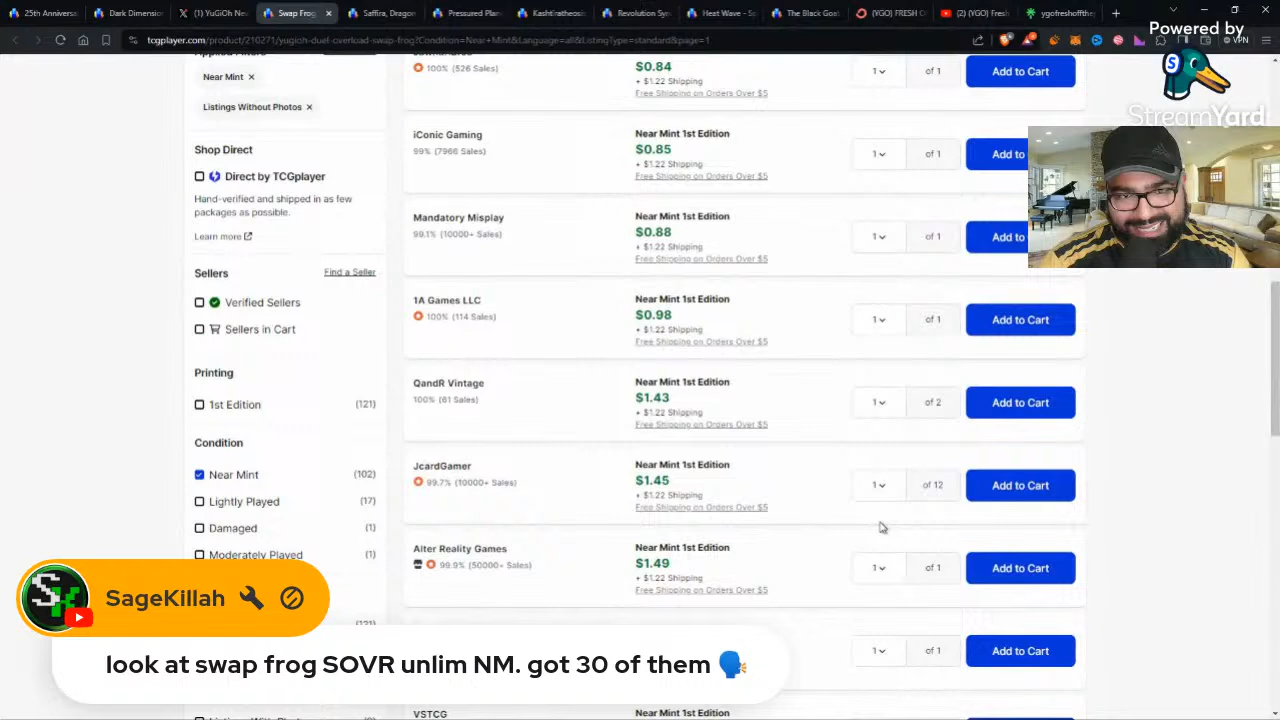 25th Anniversa
Dark Dimension
YuGiOh Ne
Swap Frog
Saffira, Dragon
Pressured Plan
Kashtiratheosis
Revolution Syn
Heat Wave - S
The Black Goat
(YGO) FRESH C
(2) (YGO) Fresh
ygofreshoffthe
Powered by
tcgplayer.com/product/210271/yugioh-duel-overload-swap-frog?Condition=Near+Mint&Language=all&ListingType=standard&page=1
VPN
StreamYard
Near Mint
Listings Without Photos
Shop Direct
Direct by TCGplayer
Hand-verified and shipped in as few
packages as possible.
Learn more
Sellers
Find a Seller
Verified Sellers
Sellers in Cart
Printing
1st Edition (121)
Condition
Near Mint (102)
Lightly Played (17)
Damaged (1)
Moderately Played (1)
100% (526 Sales)
$0.84
+ $1.22 Shipping
Free Shipping on Orders Over $5
1 of 1
Add to Cart
iConic Gaming
99% (7966 Sales)
Near Mint 1st Edition
$0.85
+ $1.22 Shipping
Free Shipping on Orders Over $5
1 of 1
Add to
Mandatory Misplay
99.1% (10000+ Sales)
Near Mint 1st Edition
$0.88
+ $1.22 Shipping
Free Shipping on Orders Over $5
1 of 1
Add to
1A Games LLC
100% (114 Sales)
Near Mint 1st Edition
$0.98
+ $1.22 Shipping
Free Shipping on Orders Over $5
1 of 1
Add to Cart
QandR Vintage
100% (61 Sales)
Near Mint 1st Edition
$1.43
+ $1.22 Shipping
Free Shipping on Orders Over $5
1 of 2
Add to Cart
JcardGamer
99.7% (10000+ Sales)
Near Mint 1st Edition
$1.45
+ $1.22 Shipping
Free Shipping on Orders Over $5
1 of 12
Add to Cart
Alter Reality Games
99.9% (50000+ Sales)
Near Mint 1st Edition
$1.49
+ $1.22 Shipping
Free Shipping on Orders Over $5
1 of 1
Add to Cart
1 of 1
Add to Cart
VSTCG
Near Mint 1st Edition
SageKillah
look at swap frog SOVR unlim NM. got 30 of them